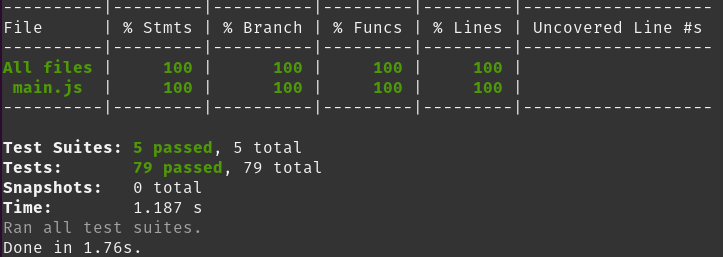 ----------|---------|----------|---------|---------|-------------------
File      | % Stmts | % Branch | % Funcs | % Lines | Uncovered Line #s
----------|---------|----------|---------|---------|-------------------
All files |     100 |      100 |     100 |     100 |
 main.js  |     100 |      100 |     100 |     100 |
----------|---------|----------|---------|---------|-------------------
Test Suites: 5 passed, 5 total
Tests:       79 passed, 79 total
Snapshots:   0 total
Time:        1.187 s
Ran all test suites.
Done in 1.76s.